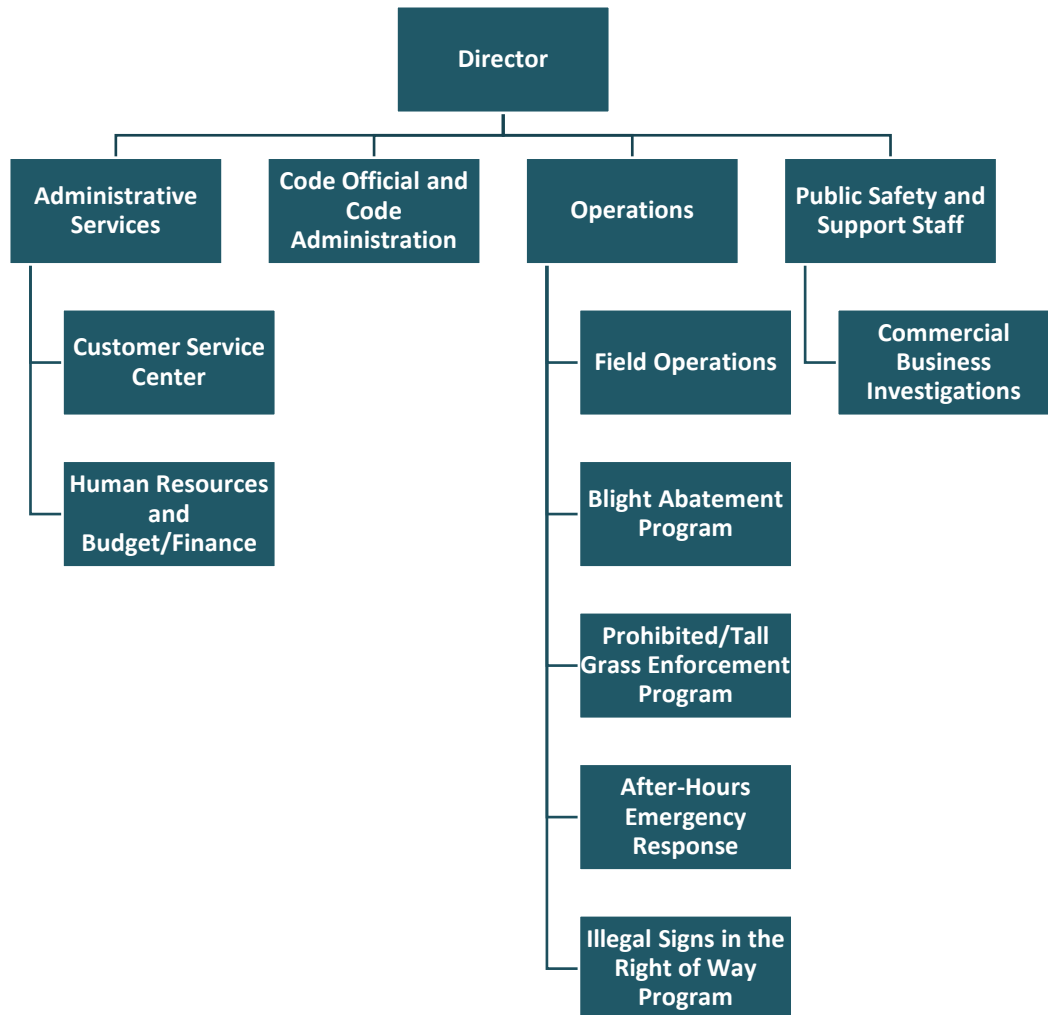 Director
Administrative
Services
Code Official and
Code
Administration
Operations
Public Safety and
Support Staff
Customer Service
Center
Human Resources
and
Budget/Finance
Field Operations
Blight Abatement
Program
Prohibited/Tall
Grass Enforcement
Program
After-Hours
Emergency
Response
Illegal Signs in the
Right of Way
Program
Commercial
Business
Investigations